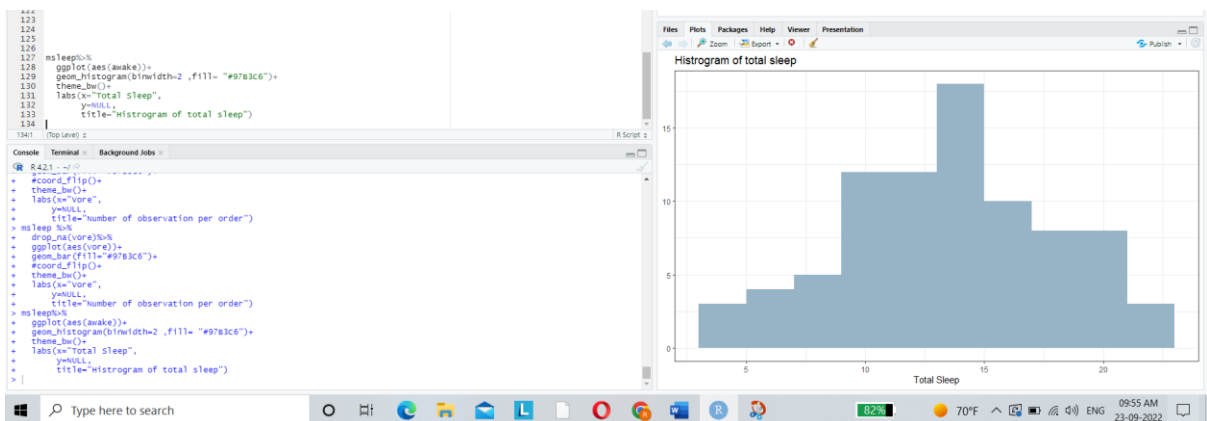 122
123
124
125
126
127 msleep%>%
128 ggplot(aes(awake))+
129 geom_histogram(binwidth=2 ,fill= "#97B3C6")+
130 theme_bw()+
131 labs(x="Total Sleep",
132 y=NULL,
133 title="Histrogram of total sleep")
134
134:1 (Top Level) R Script
Console Terminal Background Jobs
R 4.2.1 · ~/
+ #coord_flip()+
+ theme_bw()+
+ labs(x="vore",
+ y=NULL,
+ title="Number of observation per order")
> msleep %>%
+ drop_na(vore)%>%
+ ggplot(aes(vore))+
+ geom_bar(fill="#97B3C6")+
+ #coord_flip()+
+ theme_bw()+
+ labs(x="vore",
+ y=NULL,
+ title="Number of observation per order")
> msleep%>%
+ ggplot(aes(awake))+
+ geom_histogram(binwidth=2 ,fill= "#97B3C6")+
+ theme_bw()+
+ labs(x="Total Sleep",
+ y=NULL,
+ title="Histrogram of total sleep")
>
Files Plots Packages Help Viewer Presentation
Zoom Export Publish
Histrogram of total sleep
15
10
5
0
5 10 15 20
Total Sleep
Type here to search L G W R 82% 70°F ENG 09:55 AM
23-09-2022